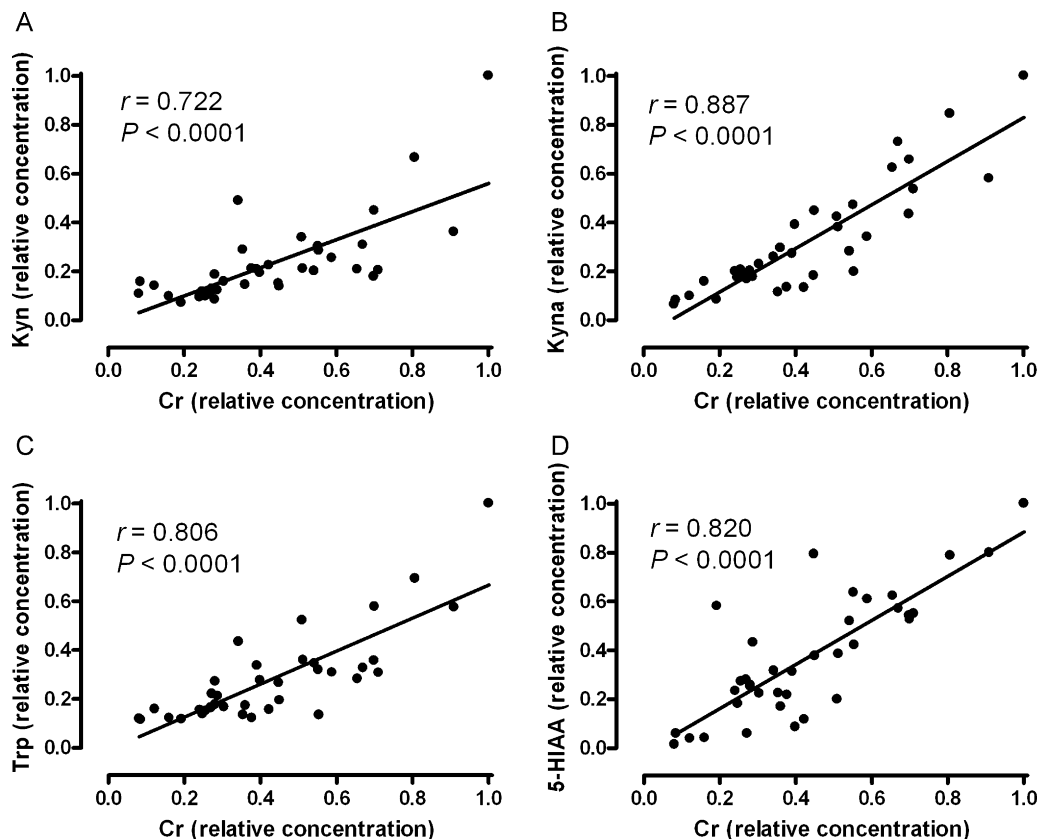 A
Kyn (relative concentration)
1.0
0.8
0.6
0.4
0.2
0.0
r = 0.722
P < 0.0001
0.0 0.2 0.4 0.6 0.8 1.0
Cr (relative concentration)
B
Kyna (relative concentration)
1.0
0.8
0.6
0.4
0.2
0.0
r = 0.887
P < 0.0001
0.0 0.2 0.4 0.6 0.8 1.0
Cr (relative concentration)
C
Trp (relative concentration)
1.0
0.8
0.6
0.4
0.2
0.0
r = 0.806
P < 0.0001
0.0 0.2 0.4 0.6 0.8 1.0
Cr (relative concentration)
D
5-HIAA (relative concentration)
1.0
0.8
0.6
0.4
0.2
0.0
r = 0.820
P < 0.0001
0.0 0.2 0.4 0.6 0.8 1.0
Cr (relative concentration)